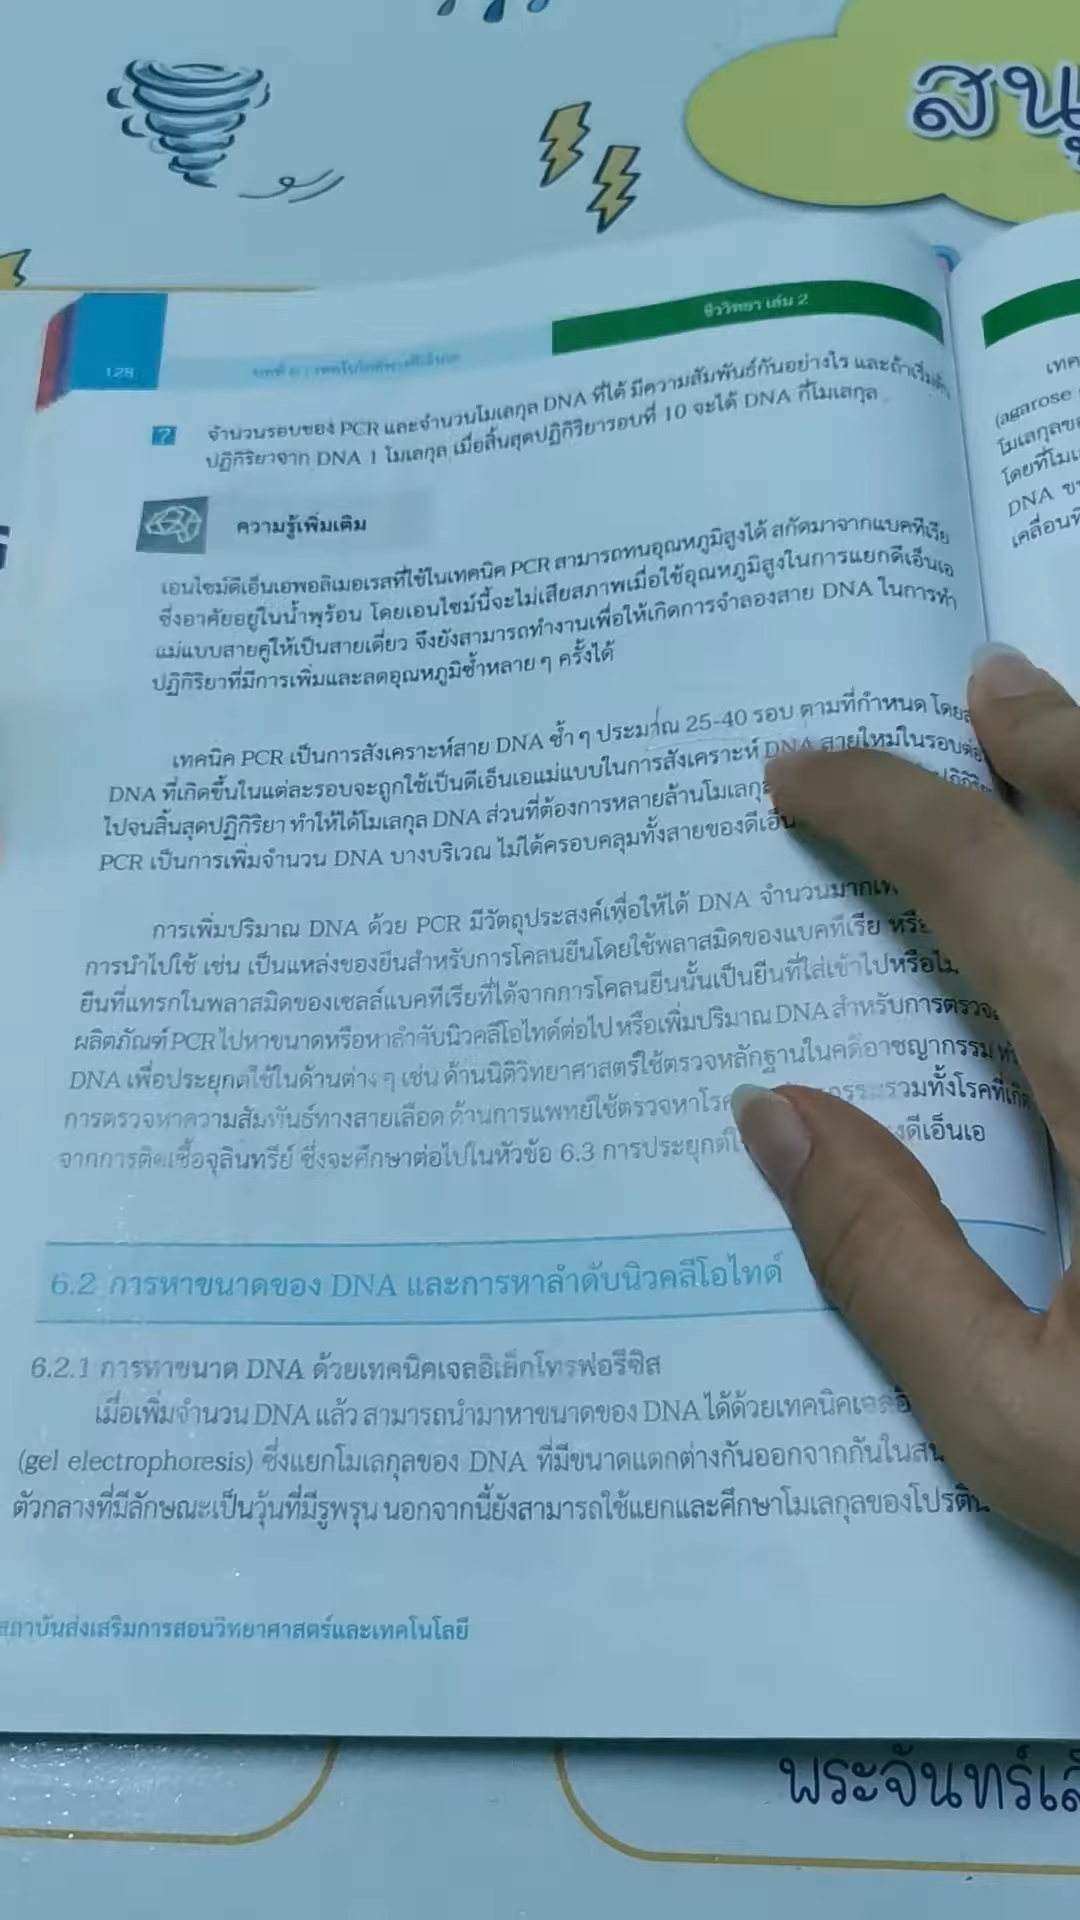 สนุ
ชีววิทยา เล่ม 2
128
จำนวนรอบของ PCR และจำนวนโมเลกุล DNA ที่ได้ มีความสัมพันธ์กันอย่างไร และถ้าเริ่มต้น
ปฏิกิริยาจาก DNA 1 โมเลกุล เมื่อสิ้นสุดปฏิกิริยารอบที่ 10 จะได้ DNA กี่โมเลกุล
ความรู้เพิ่มเติม
เอนไซม์ดีเอ็นเอพอลิเมอเรสที่ใช้ในเทคนิค PCR สามารถทนอุณหภูมิสูงได้ สกัดมาจากแบคทีเรีย
ซึ่งอาศัยอยู่ในน้ำพุร้อน โดยเอนไซม์นี้จะไม่เสียสภาพเมื่อใช้อุณหภูมิสูงในการแยกดีเอ็นเอ
แม่แบบสายคู่ให้เป็นสายเดี่ยว จึงยังสามารถทำงานเพื่อให้เกิดการจำลองสาย DNA ในการทำ
ปฏิกิริยาที่มีการเพิ่มและลดอุณหภูมิซ้ำหลาย ๆ ครั้งได้
เทคนิค PCR เป็นการสังเคราะห์สาย DNA ซ้ำ ๆ ประมาณ 25-40 รอบ ตามที่กำหนด
DNA ที่เกิดขึ้นในแต่ละรอบจะถูกใช้เป็นดีเอ็นเอแม่แบบในการสังเคราะห์ DNA สายใหม่ในรอบต่อ
ไปจนสิ้นสุดปฏิกิริยา ทำให้ได้โมเลกุล DNA ส่วนที่ต้องการหลายล้านโมเลกุล
PCR เป็นการเพิ่มจำนวน DNA บางบริเวณ ไม่ได้ครอบคลุมทั้งสายของดีเอ็น
การเพิ่มปริมาณ DNA ด้วย PCR มีวัตถุประสงค์เพื่อให้ได้ DNA จำนวนมาก
การนำไปใช้ เช่น เป็นแหล่งของยีนสำหรับการโคลนยีนโดยใช้พลาสมิดของแบคทีเรีย หรือ
ยีนที่แทรกในพลาสมิดของเซลล์แบคทีเรียที่ได้จากการโคลนยีนนั้นเป็นยีนที่ใส่เข้าไปหรือไม่
ผลิตภัณฑ์ PCR ไปหาขนาดหรือหาลำดับนิวคลีโอไทด์ต่อไป หรือเพิ่มปริมาณ DNA สำหรับการตรวจ
DNA เพื่อประยุกต์ใช้ในด้านต่าง ๆ เช่น ด้านนิติวิทยาศาสตร์ใช้ตรวจหลักฐานในคดีอาชญากรรม
การตรวจหาความสัมพันธ์ทางสายเลือด ด้านการแพทย์ใช้ตรวจหาโรค รวมทั้งโรคที่เกิด
จากการติดเชื้อจุลินทรีย์ ซึ่งจะศึกษาต่อไปในหัวข้อ 6.3 การประยุกต์ใ งดีเอ็นเอ
6.2 การหาขนาดของ DNA และการหาลำดับนิวคลีโอไทด์
6.2.1 การหาขนาด DNA ด้วยเทคนิคเจลอิเล็กโทรฟอรีซิส
เมื่อเพิ่มจำนวน DNA แล้ว สามารถนำมาหาขนาดของ DNA ได้ด้วยเทคนิคเจลอิ
(gel electrophoresis) ซึ่งแยกโมเลกุลของ DNA ที่มีขนาดแตกต่างกันออกจากกันในสน
ตัวกลางที่มีลักษณะเป็นวุ้นที่มีรูพรุน นอกจากนี้ยังสามารถใช้แยกและศึกษาโมเลกุลของโปรตีน
สถาบันส่งเสริมการสอนวิทยาศาสตร์และเทคโนโลยี
เทค
(agarose
โมเลกุลขอ
โดยที่โมเ
DNA ข
เคลื่อนที่
พระจันทร์เสี